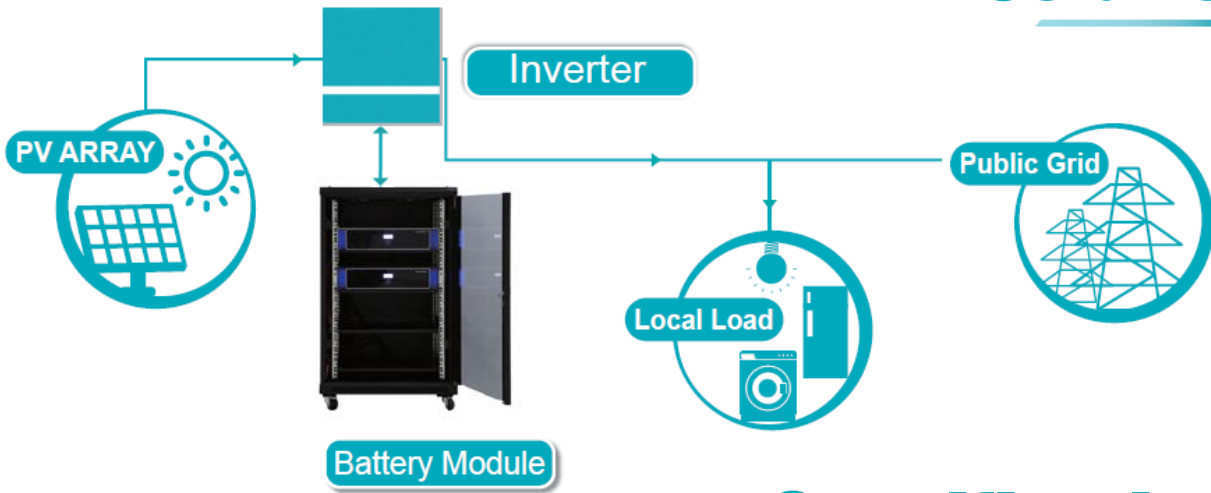 Inverter
PV ARRAY
Public Grid
Local Load
Battery Module